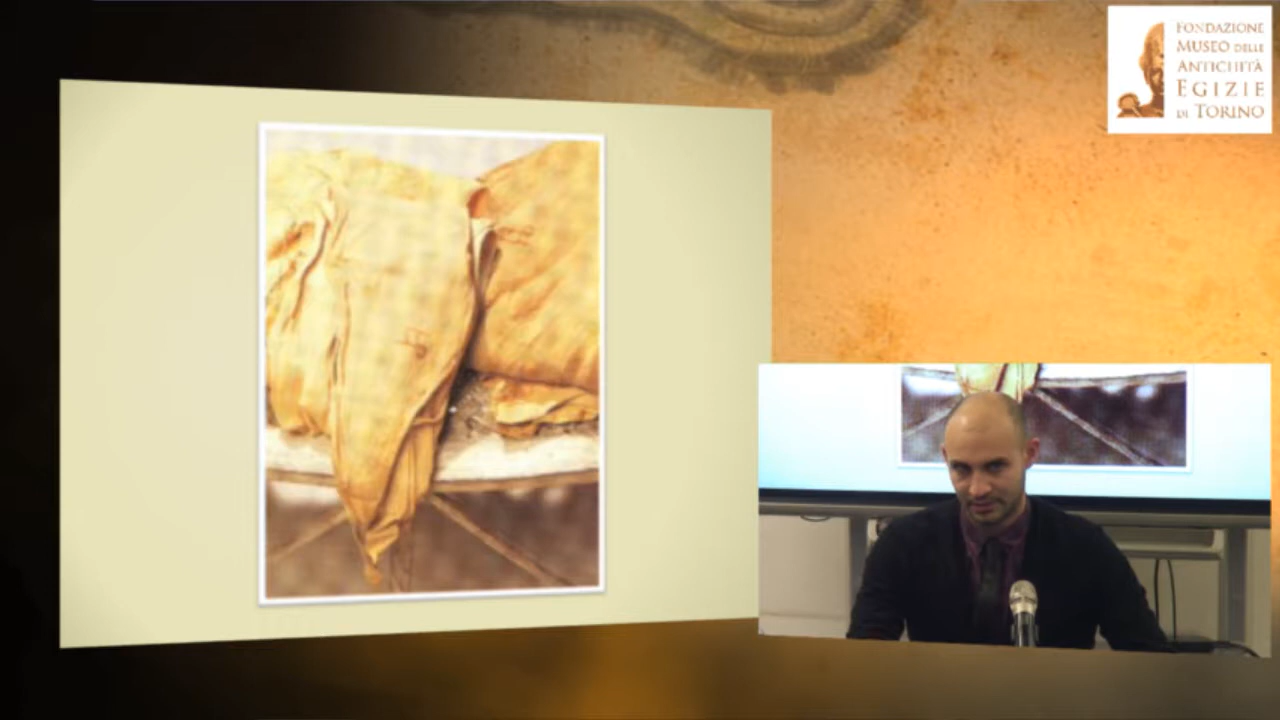 FONDAZIONE
MUSEO DELLE
ANTICHITÀ
EGIZIE
DI TORINO